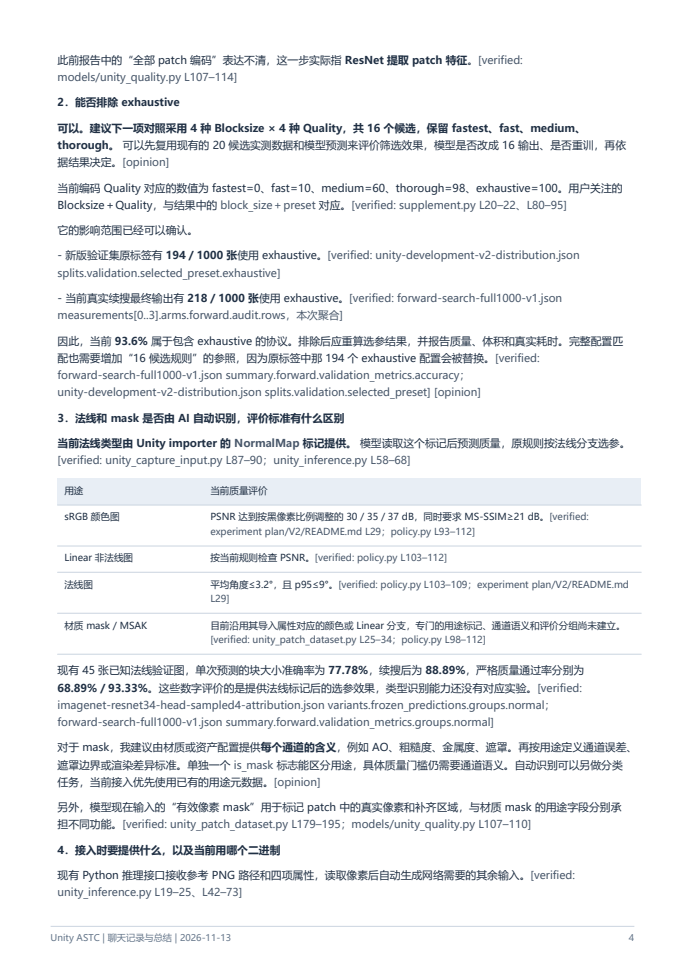 此前报告中的“全部 patch 编码”表达不清，这一步实际指 ResNet 提取 patch 特征。[verified:
models/unity_quality.py L107–114]
2. 能否排除 exhaustive
可以。建议下一项对照采用 4 种 Blocksize × 4 种 Quality，共 16 个候选，保留 fastest、fast、medium、
thorough。 可以先复用现有的 20 候选实测数据和模型预测来评价筛选效果，模型是否改成 16 输出、是否重训，再依
据结果决定。[opinion]
当前编码 Quality 对应的数值为 fastest=0、fast=10、medium=60、thorough=98、exhaustive=100。用户关注的
Blocksize + Quality，与结果中的 block_size + preset 对应。[verified: supplement.py L20–22、L80–95]
它的影响范围已经可以确认。
- 新版验证集原标签有 194 / 1000 张使用 exhaustive。[verified: unity-development-v2-distribution.json
splits.validation.selected_preset.exhaustive]
- 当前真实续搜最终输出有 218 / 1000 张使用 exhaustive。[verified: forward-search-full1000-v1.json
measurements[0..3].arms.forward.audit.rows，本次聚合]
因此，当前 93.6% 属于包含 exhaustive 的协议。排除后应重算选参结果，并报告质量、体积和真实耗时。完整配置匹
配也需要增加“16 候选规则”的参照，因为原标签中那 194 个 exhaustive 配置会被替换。[verified:
forward-search-full1000-v1.json summary.forward.validation_metrics.accuracy；
unity-development-v2-distribution.json splits.validation.selected_preset] [opinion]
3. 法线和 mask 是否由 AI 自动识别，评价标准有什么区别
当前法线类型由 Unity importer 的 NormalMap 标记提供。 模型读取这个标记后预测质量，原规则按法线分支选参。
[verified: unity_capture_input.py L87–90；unity_inference.py L58–68]
用途 当前质量评价
sRGB 颜色图 PSNR 达到按黑像素比例调整的 30 / 35 / 37 dB，同时要求 MS-SSIM≥21 dB。[verified:
experiment plan/V2/README.md L29；policy.py L93–112]
Linear 非法线图 按当前规则检查 PSNR。[verified: policy.py L103–112]
法线图 平均角度≤3.2°，且 p95≤9°。[verified: policy.py L103–109；experiment plan/V2/README.md
L29]
材质 mask / MSAK 目前沿用其导入属性对应的颜色或 Linear 分支，专门的用途标记、通道语义和评价分组尚未建立。
[verified: unity_patch_dataset.py L25–34；policy.py L98–112]
现有 45 张已知法线验证图，单次预测的块大小准确率为 77.78%，续搜后为 88.89%，严格质量通过率分别为
68.89% / 93.33%。这些数字评价的是提供法线标记后的选参效果，类型识别能力还没有对应实验。[verified:
imagenet-resnet34-head-sampled4-attribution.json variants.frozen_predictions.groups.normal；
forward-search-full1000-v1.json summary.forward.validation_metrics.groups.normal]
对于 mask，我建议由材质或资产配置提供每个通道的含义，例如 AO、粗糙度、金属度、遮罩。再按用途定义通道误差、
遮罩边界或渲染差异标准。单独一个 is_mask 标志能区分用途，具体质量门槛仍需要通道语义。自动识别可以另做分类
任务，当前接入优先使用已有的用途元数据。[opinion]
另外，模型现在输入的“有效像素 mask”用于标记 patch 中的真实像素和补齐区域，与材质 mask 的用途字段分别承
担不同功能。[verified: unity_patch_dataset.py L179–195；models/unity_quality.py L107–110]
4. 接入时要提供什么，以及当前用哪个二进制
现有 Python 推理接口接收参考 PNG 路径和四项属性，读取像素后自动生成网络需要的其余输入。[verified:
unity_inference.py L19–25、L42–73]
Unity ASTC | 聊天记录与总结 | 2026-11-13 4